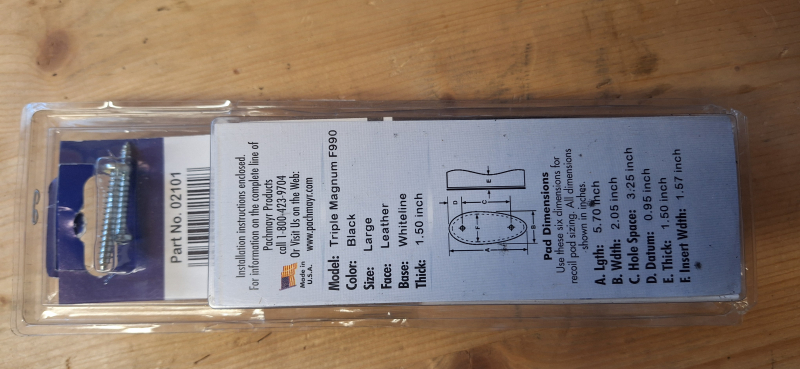 Part No. 02101
Installation instructions enclosed.
For information on the complete line of
Pachmayr Products
call 1-800-423-9704
Or Visit Us on the Web:
www.pachmayr.com
Made in
U.S.A.
Model: Triple Magnum F990
Color: Black
Size: Large
Face: Leather
Base: Whiteline
Thick: 1.50 inch
E
D
C
F
B
A
Pad Dimensions
Use these six dimensions for
recoil pad sizing. All dimensions
shown in inches.
A. Lgth: 5.70 inch
B. Wdth: 2.05 inch
C. Hole Space: 3.25 inch
D. Datum: 0.95 inch
E. Thick: 1.50 inch
F. Insert Wdth: 1.57 inch